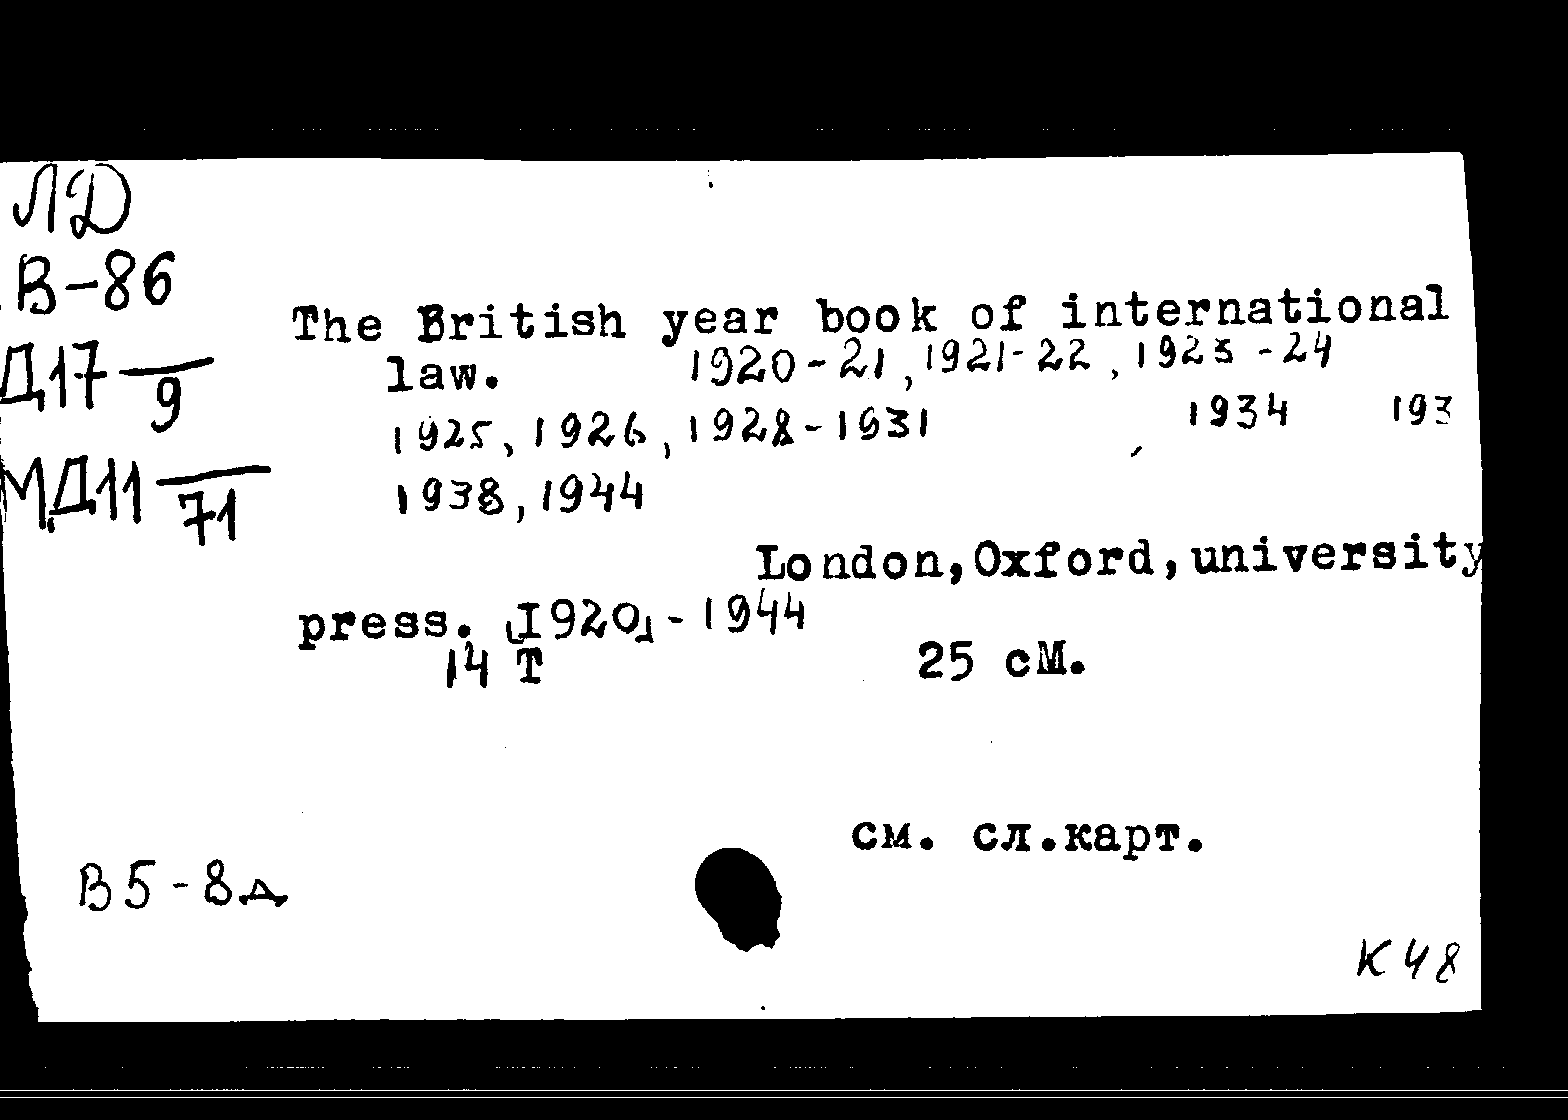 ЛД
В-86
Д17 —
9
МД11 —
71
The British year book of international
law. 1920-21, 1921-22, 1923-24
1925, 1926, 1928-1931 1934 193
1938, 1944
London, Oxford, university
press. [1920]-1944
14 T 25 см.
см. сл.карт.
В5-8д
К48